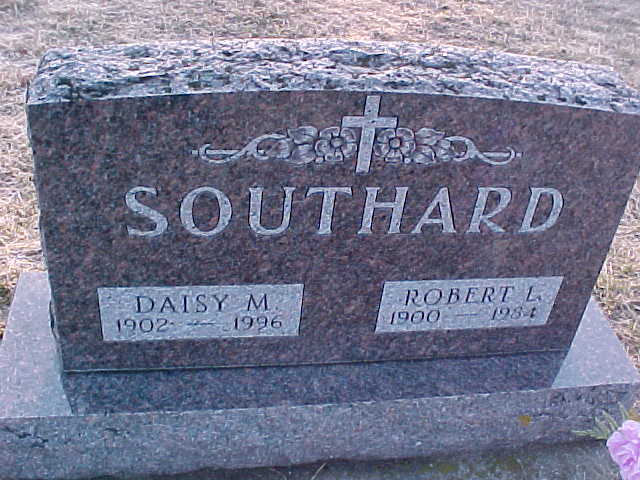 SOUTHARD
DAISY M.
1902 — 1996
ROBERT L.
1900 — 1984